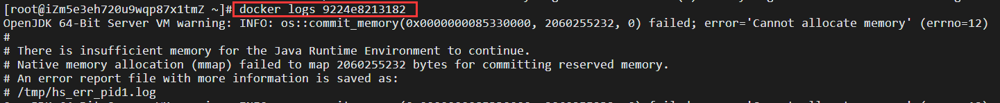 [root@iZm5e3eh720u9wqp87x1tmZ ~]# docker logs 9224e8213182
OpenJDK 64-Bit Server VM warning: INFO: os::commit_memory(0x0000000085330000, 2060255232, 0) failed; error='Cannot allocate memory' (errno=12)
#
# There is insufficient memory for the Java Runtime Environment to continue.
# Native memory allocation (mmap) failed to map 2060255232 bytes for committing reserved memory.
# An error report file with more information is saved as:
# /tmp/hs_err_pid1.log